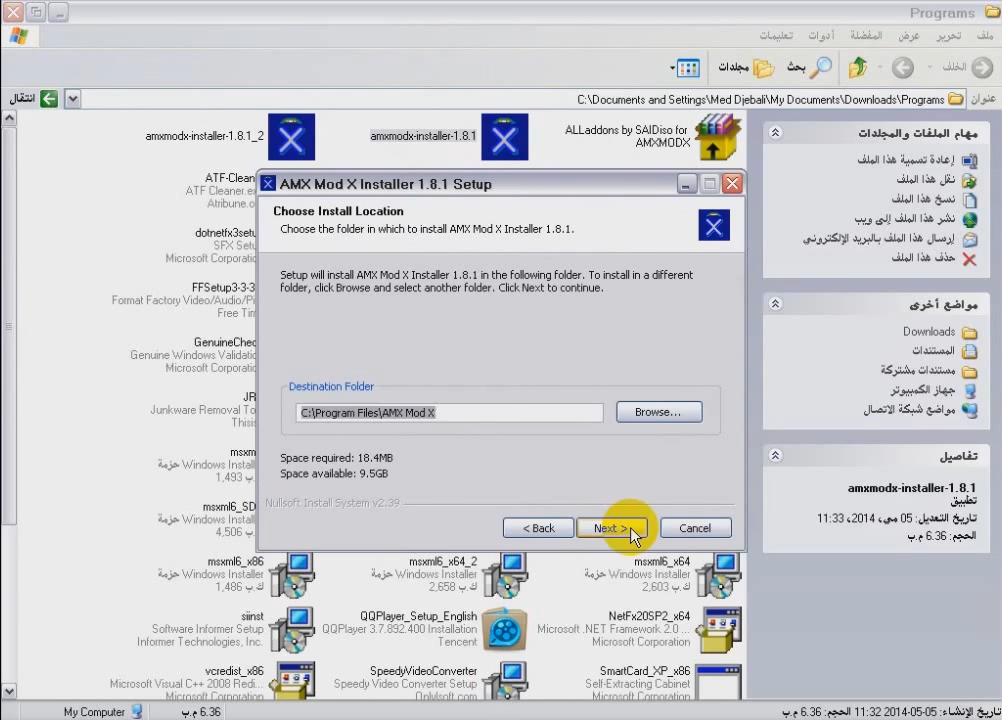 Programs
ملف
تحرير
عرض
المفضلة
أدوات
تعليمات
الخلف
بحث
مجلدات
عنوان
C:\Documents and Settings\Med Djebali\My Documents\Downloads\Programs
انتقال
مهام الملفات والمجلدات
إعادة تسمية هذا الملف
نقل هذا الملف
نسخ هذا الملف
نشر هذا الملف إلى ويب
إرسال هذا الملف بالبريد الإلكتروني
حذف هذا الملف
مواضع أخرى
Downloads
المستندات
مستندات مشتركة
جهاز الكمبيوتر
مواضع شبكة الاتصال
تفاصيل
amxmodx-installer-1.8.1
تطبيق
تاريخ التعديل: 05 مي، 2014، 11:33
الحجم: 6.36 م.ب
ALLaddons by SAIDiso for
AMXMODX
amxmodx-installer-1.8.1
amxmodx-installer-1.8.1_2
ATF-Clean
ATF Cleaner.e
Atribune.o
dotnetfx3setu
SFX Setu
Microsoft Corporatio
FFSetup3-3-3
Format Factory Video/Audio/Pi
Free Tim
GenuineChec
Genuine Windows Validatio
Microsoft Corporatio
JR
Junkware Removal To
Thisis
msxm
حزمة Windows Install
1,493 ك.ب
msxml6_SD
حزمة Windows Install
4,506 ك.ب
AMX Mod X Installer 1.8.1 Setup
Choose Install Location
Choose the folder in which to install AMX Mod X Installer 1.8.1.
Setup will install AMX Mod X Installer 1.8.1 in the following folder. To install in a different
folder, click Browse and select another folder. Click Next to continue.
Destination Folder
C:\Program Files\AMX Mod X
Browse...
Space required: 18.4MB
Space available: 9.5GB
Nullsoft Install System v2.39
< Back
Next >
Cancel
msxml6_x64
حزمة Windows Installer
2,603 ك.ب
msxml6_x64_2
حزمة Windows Installer
2,658 ك.ب
msxml6_x86
حزمة Windows Installer
1,486 ك.ب
NetFx20SP2_x64
Microsoft .NET Framework 2.0 ...
Microsoft Corporation
QQPlayer_Setup_English
QQPlayer 3.7.892.400 Installation
Tencent
siinst
Software Informer Setup
Informer Technologies, Inc.
SmartCard_XP_x86
Self-Extracting Cabinet
Microsoft Corporation
SpeedyVideoConverter
Speedy Video Converter Setup
Onlysoft.com
vcredist_x86
Microsoft Visual C++ 2008 Redi...
Microsoft Corporation
تاريخ الإنشاء: 05-05-2014 11:32 الحجم: 6.36 م.ب
6.36 م.ب
My Computer